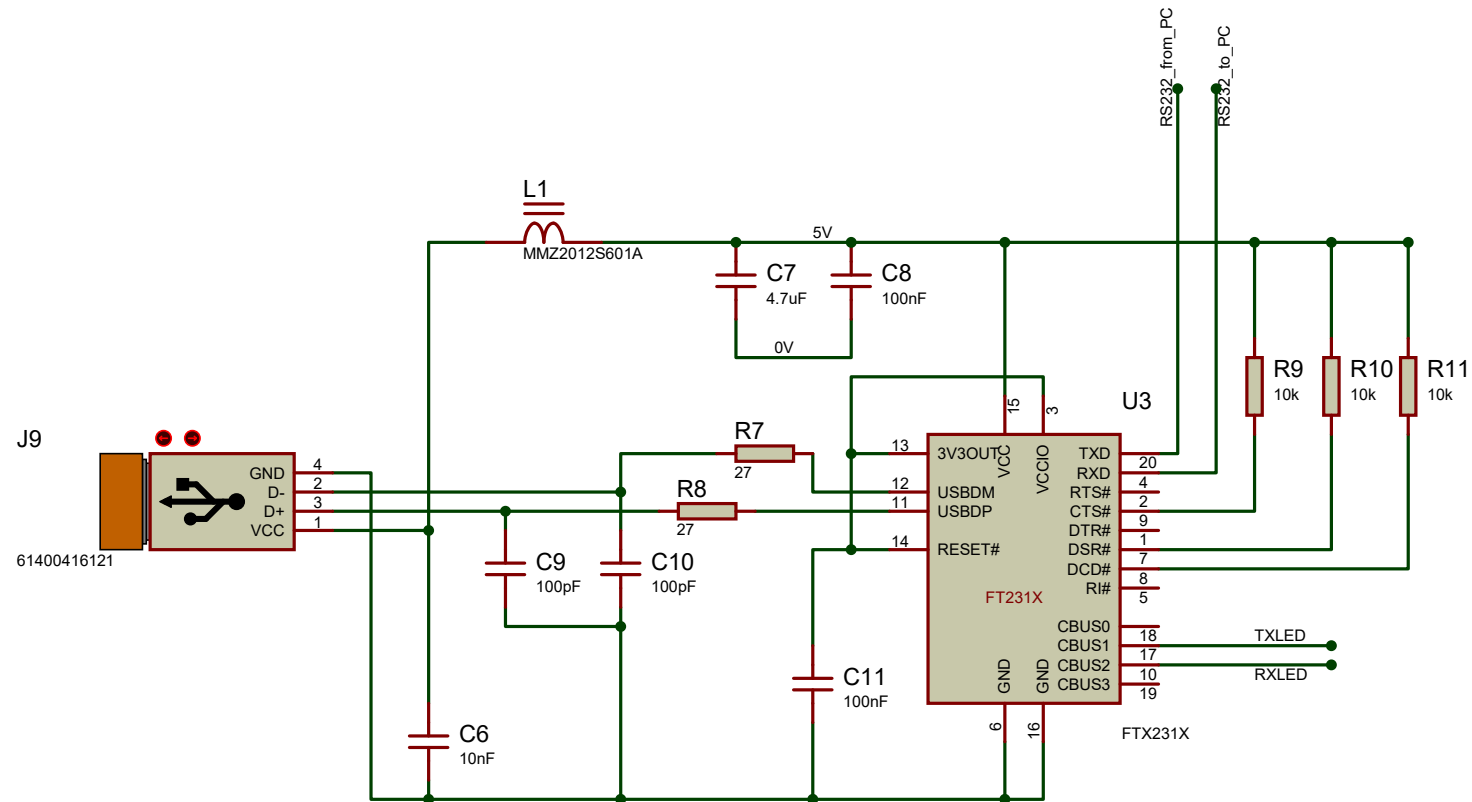 RS232_from_PC
RS232_to_PC
L1
MMZ2012S601A
5V
C7
4.7uF
C8
100nF
0V
R9
10k
R10
10k
R11
10k
U3
J9
61400416121
GND 4
D- 2
D+ 3
VCC 1
R7
27
R8
27
C9
100pF
C10
100pF
C6
10nF
C11
100nF
15
3
13 3V3OUT
12 USBDM
11 USBDP
14 RESET#
VCC
VCCIO
FT231X
GND
GND
6
16
TXD
20
RXD
4
RTS#
2
CTS#
9
DTR#
1
DSR#
7
DCD#
8
RI#
5
CBUS0
18
CBUS1
17
CBUS2
10
CBUS3
19
TXLED
RXLED
FTX231X